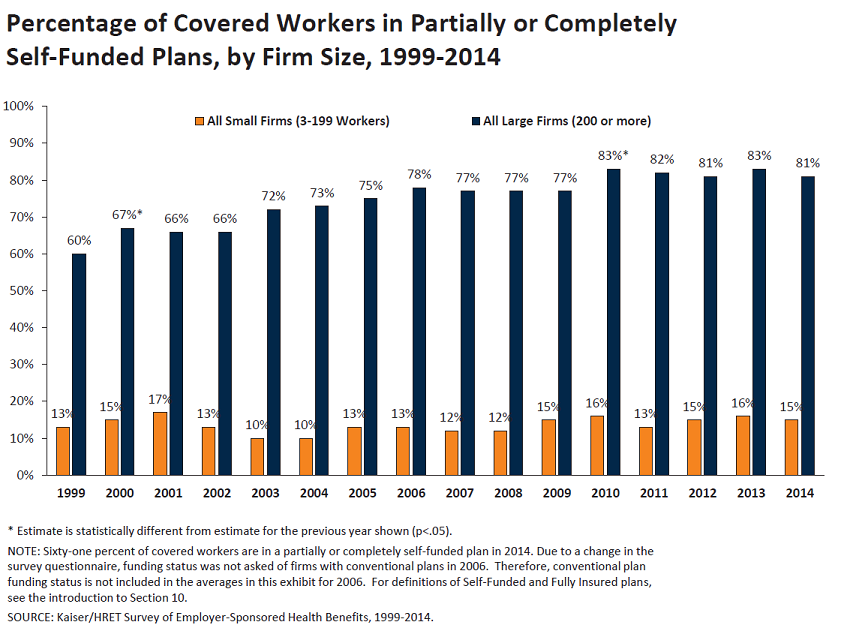 Percentage of Covered Workers in Partially or Completely
Self-Funded Plans, by Firm Size, 1999-2014
100%
90%
80%
70%
60%
50%
40%
30%
20%
10%
0%
All Small Firms (3-199 Workers) All Large Firms (200 or more)
13% 60%
15% 67%*
17% 66%
13% 66%
10% 72%
10% 73%
13% 75%
13% 78%
12% 77%
12% 77%
15% 77%
16% 83%*
13% 82%
15% 81%
16% 83%
15% 81%
1999 2000 2001 2002 2003 2004 2005 2006 2007 2008 2009 2010 2011 2012 2013 2014
* Estimate is statistically different from estimate for the previous year shown (p<.05).
NOTE: Sixty-one percent of covered workers are in a partially or completely self-funded plan in 2014. Due to a change in the
survey questionnaire, funding status was not asked of firms with conventional plans in 2006. Therefore, conventional plan
funding status is not included in the averages in this exhibit for 2006. For definitions of Self-Funded and Fully Insured plans,
see the introduction to Section 10.
SOURCE: Kaiser/HRET Survey of Employer-Sponsored Health Benefits, 1999-2014.